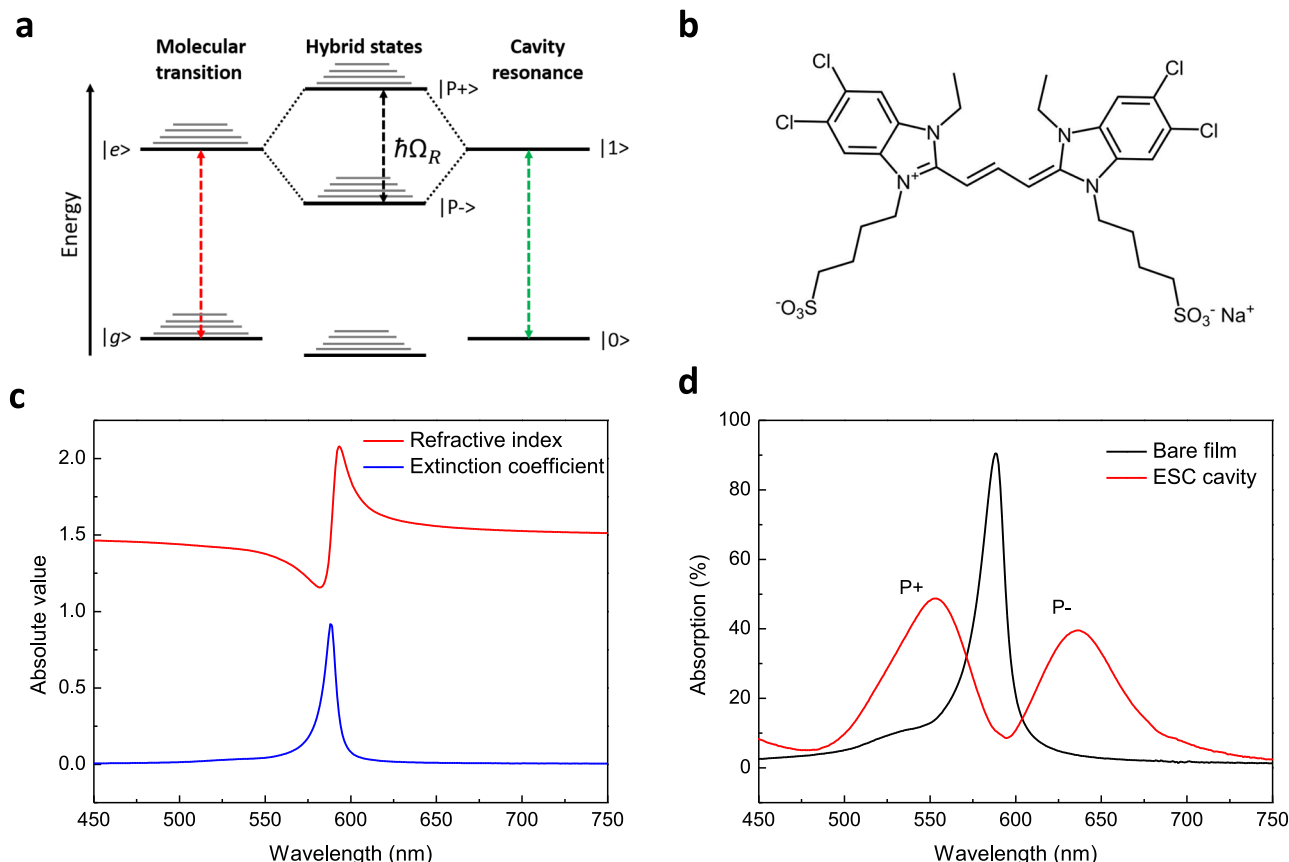 a
Molecular
transition
Hybrid states
Cavity
resonance
Energy
|e>
|g>
|P+>
|P->
ℏΩ_R
|1>
|0>
b
Cl
Cl
Cl
Cl
N
N
N⁺
N
⁻O₃S
SO₃⁻ Na⁺
c
Refractive index
Extinction coefficient
Absolute value
2.0
1.5
1.0
0.5
0.0
450 500 550 600 650 700 750
Wavelength (nm)
d
Bare film
ESC cavity
P+
P-
Absorption (%)
100
80
60
40
20
0
450 500 550 600 650 700 750
Wavelength (nm)